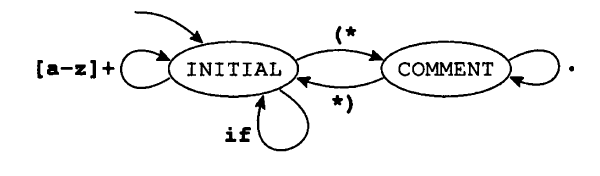 (*
[a-z]+ INITIAL COMMENT .
*)
if